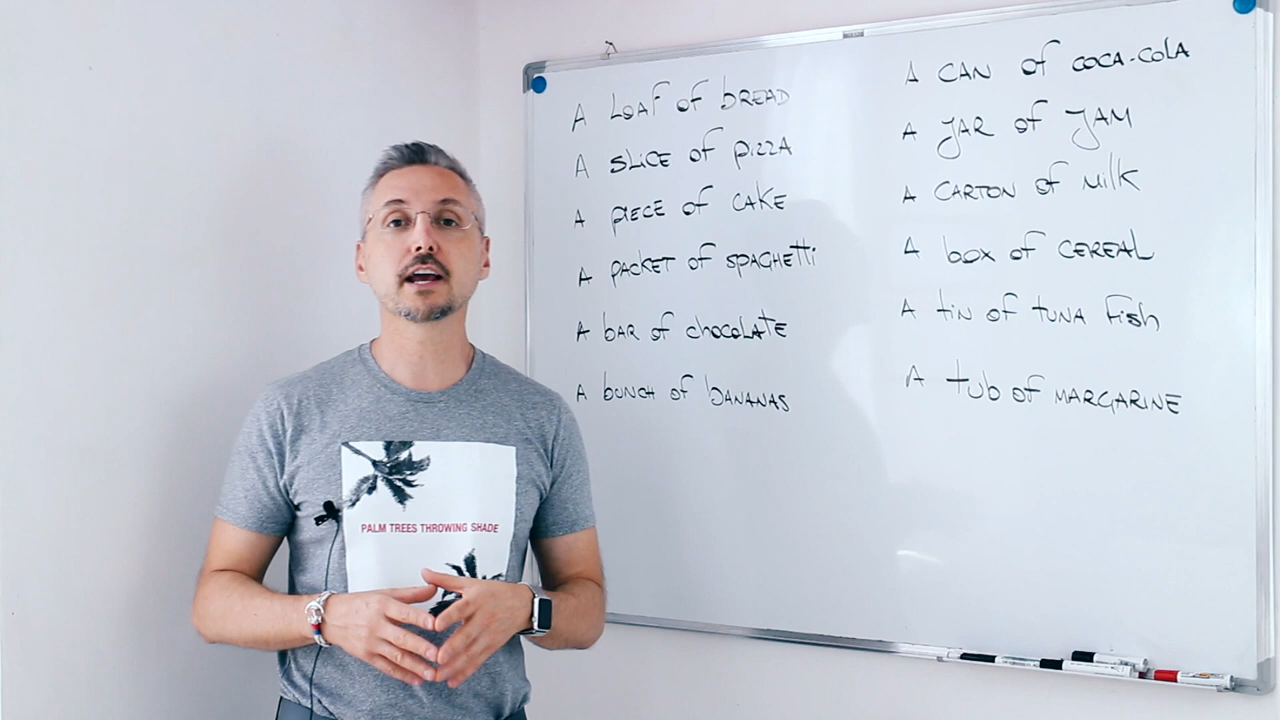 A LOAF of bREAD
A SLICE of pizzA
A piECE of CAKE
A PACKET of SPAGHEtti
A bAR of chocolAtE
A bUNCH of bANANAS
A CAN of COCA-COLA
A JAR of JAM
A CARTON of Milk
A box of CEREAL
A tin of tUNA Fish
A tub of MARGARINE
PALM TREES THROWING SHADE